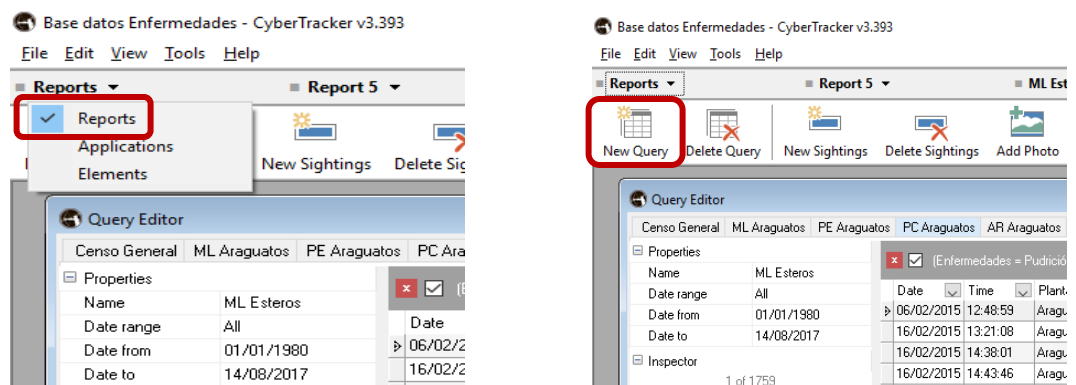 Base datos Enfermedades - CyberTracker v3.393
File Edit View Tools Help
Reports Report 5
Reports
Applications
Elements
New Sightings Delete Sig
Query Editor
Censo General ML Araguatos PE Araguatos PC Ara
Properties
Name ML Esteros
Date range All
Date from 01/01/1980
Date to 14/08/2017
Date
06/02/2
16/02/2
Base datos Enfermedades - CyberTracker v3.393
File Edit View Tools Help
Reports Report 5 ML Est
New Query Delete Query New Sightings Delete Sightings Add Photo
Query Editor
Censo General ML Araguatos PE Araguatos PC Araguatos AR Araguatos
Properties
Name ML Esteros
Date range All
Date from 01/01/1980
Date to 14/08/2017
Inspector
1 of 1759
(Enfermedades = Pudrició
Date Time Planta
06/02/2015 12:48:59 Aragu
16/02/2015 13:21:08 Aragu
16/02/2015 14:38:01 Aragu
16/02/2015 14:43:46 Aragu